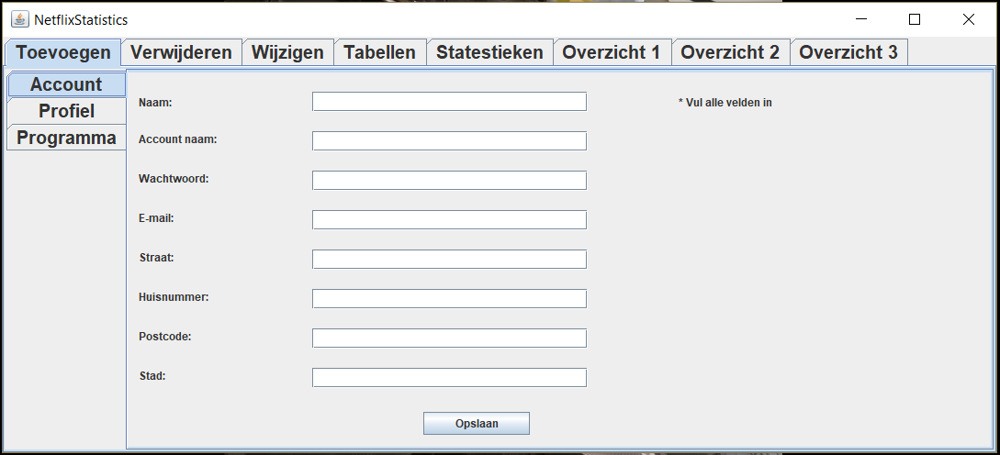 NetflixStatistics
Toevoegen Verwijderen Wijzigen Tabellen Statestieken Overzicht 1 Overzicht 2 Overzicht 3
Account
Profiel
Programma
Naam: * Vul alle velden in
Account naam:
Wachtwoord:
E-mail:
Straat:
Huisnummer:
Postcode:
Stad:
Opslaan